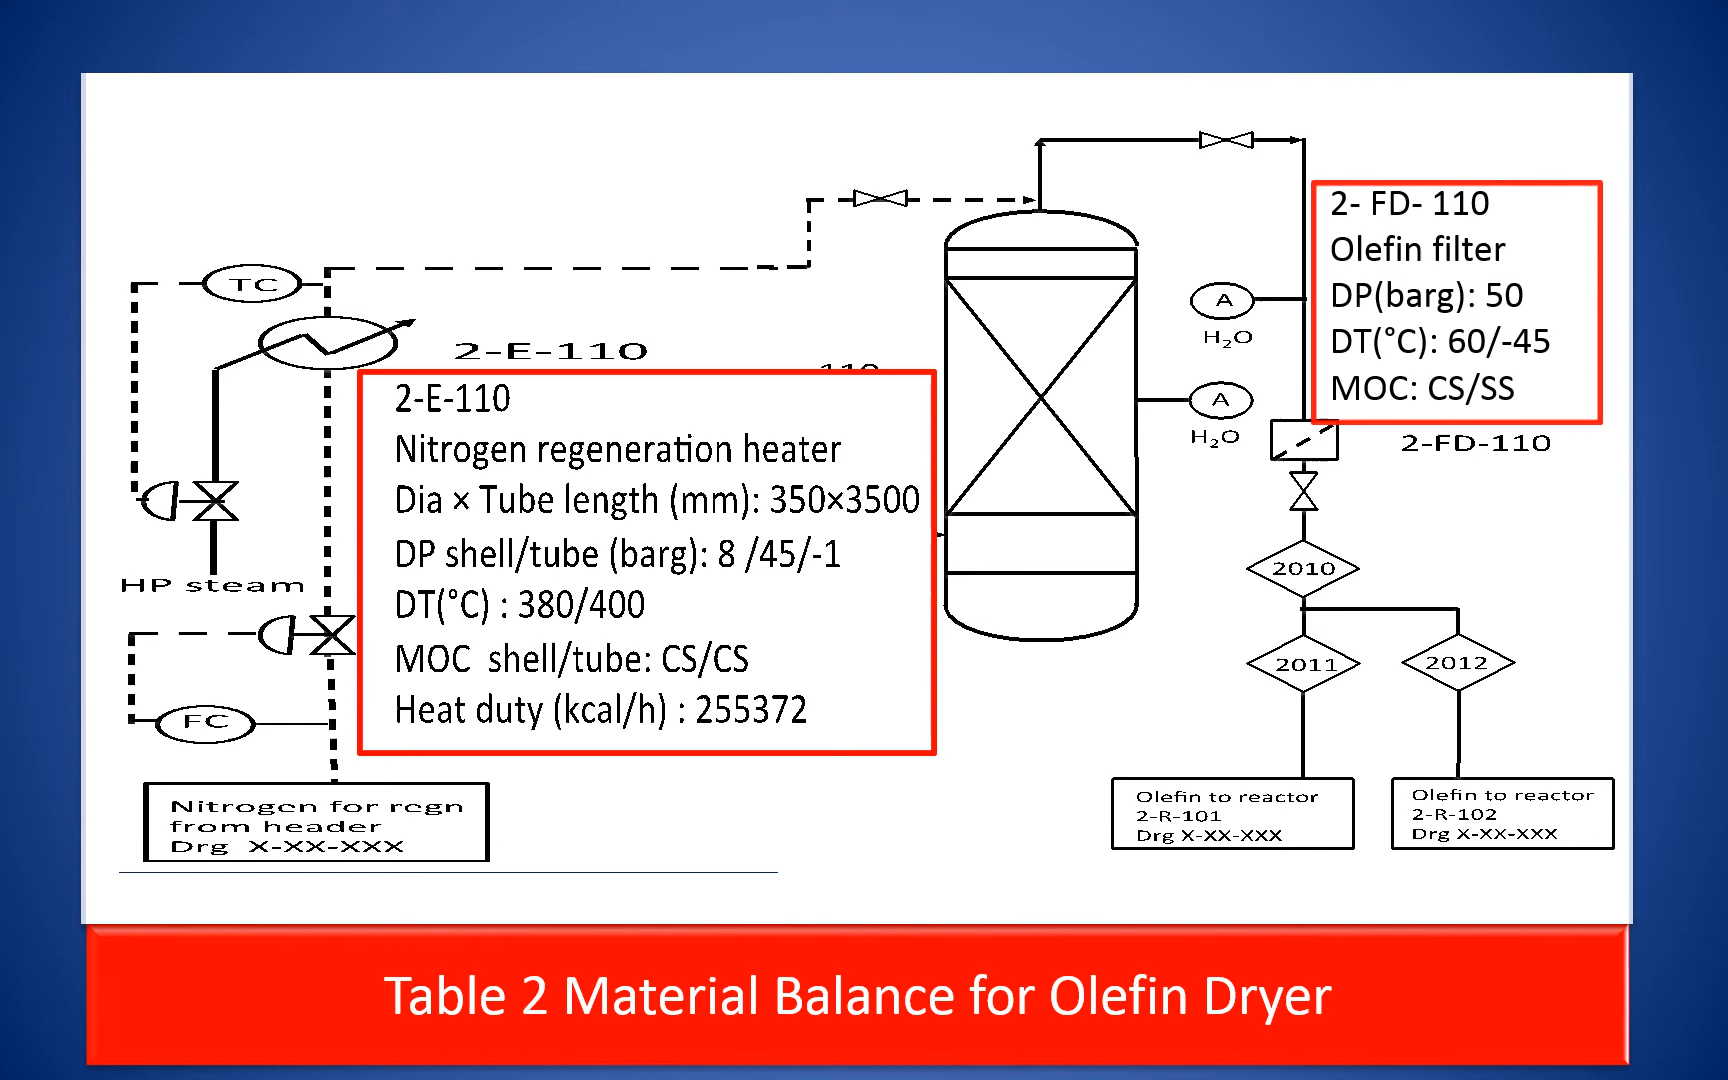 2- FD- 110
Olefin filter
DP(barg): 50
DT(°C): 60/-45
MOC: CS/SS
TC
A
H₂O
2-E-110
2-E-110
Nitrogen regeneration heater
Dia × Tube length (mm): 350×3500
DP shell/tube (barg): 8 /45/-1
DT(°C) : 380/400
MOC shell/tube: CS/CS
Heat duty (kcal/h) : 255372
A
H₂O
2-FD-110
HP steam
2010
2011
2012
FC
Nitrogen for regn
from header
Drg X-XX-XXX
Olefin to reactor
2-R-101
Drg X-XX-XXX
Olefin to reactor
2-R-102
Drg X-XX-XXX
Table 2 Material Balance for Olefin Dryer